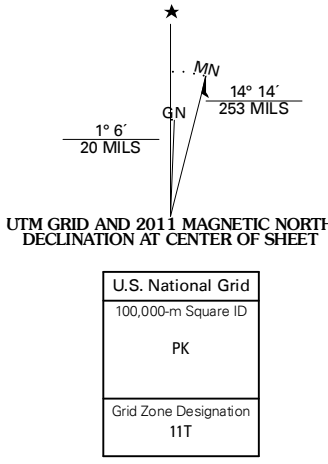 ★
MN
14° 14´
253 MILS
GN
1° 6´
20 MILS
UTM GRID AND 2011 MAGNETIC NORTH
DECLINATION AT CENTER OF SHEET
U.S. National Grid
100,000-m Square ID
PK
Grid Zone Designation
11T